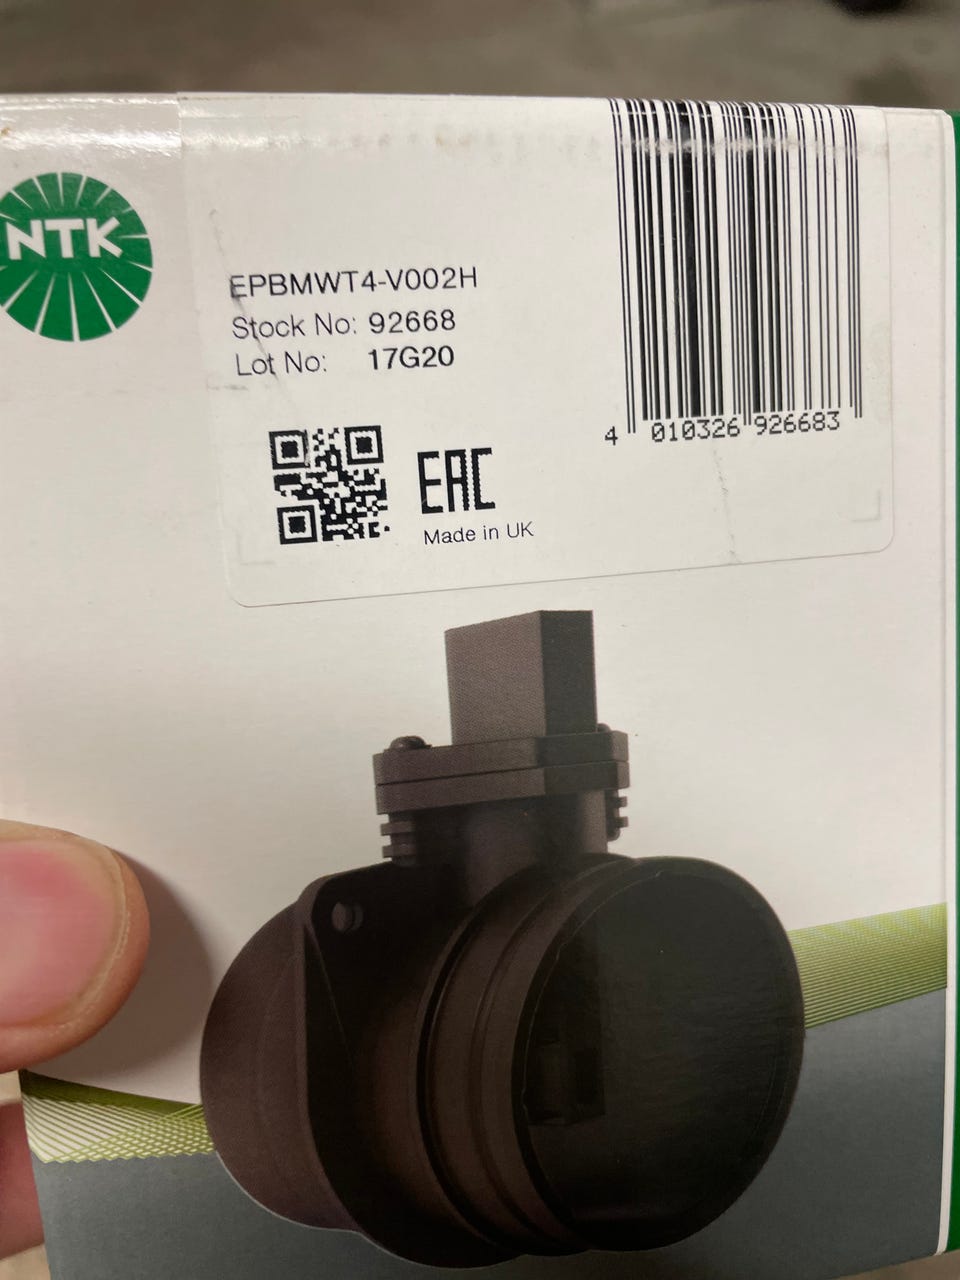 NTK
EPBMWT4-V002H
Stock No: 92668
Lot No: 17G20
EAC
Made in UK
4 010326 926683